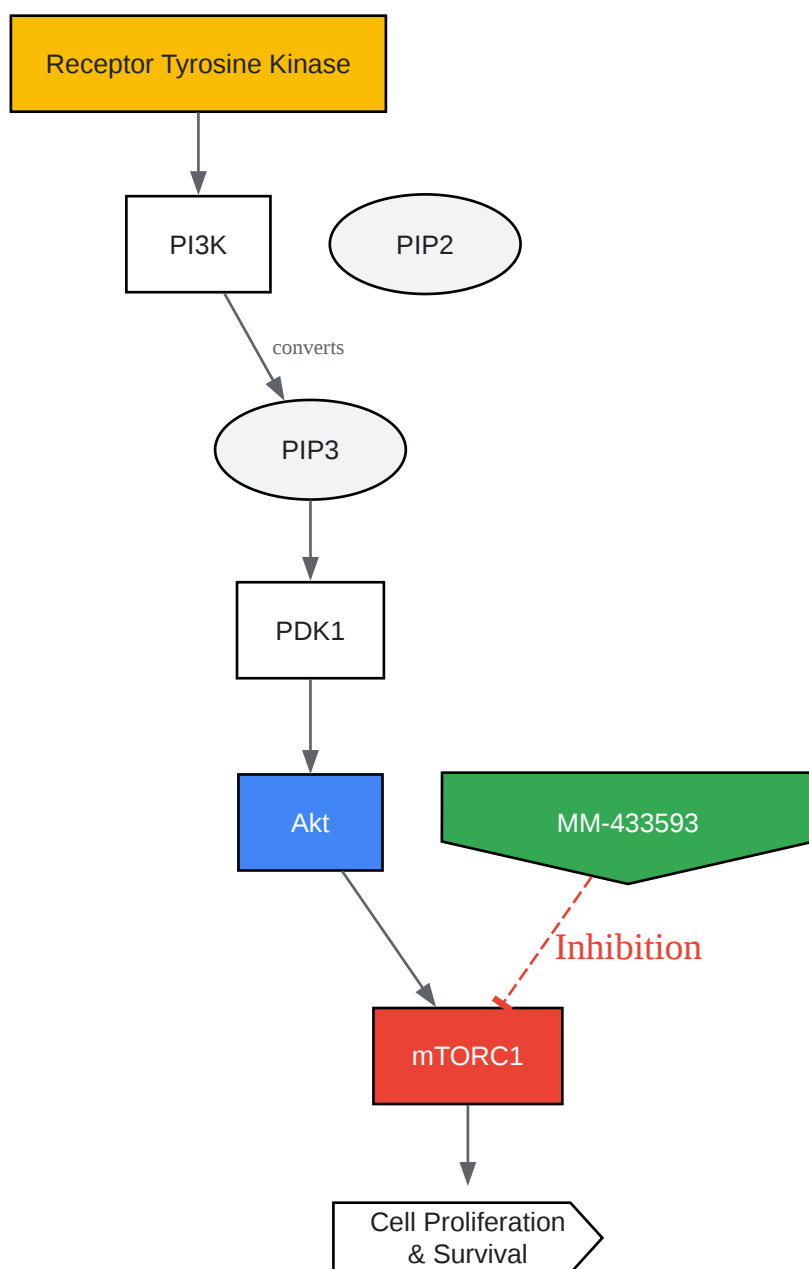 Receptor Tyrosine Kinase
PI3K
PIP2
converts
PIP3
PDK1
Akt
MM-433593
Inhibition
mTORC1
Cell Proliferation
& Survival